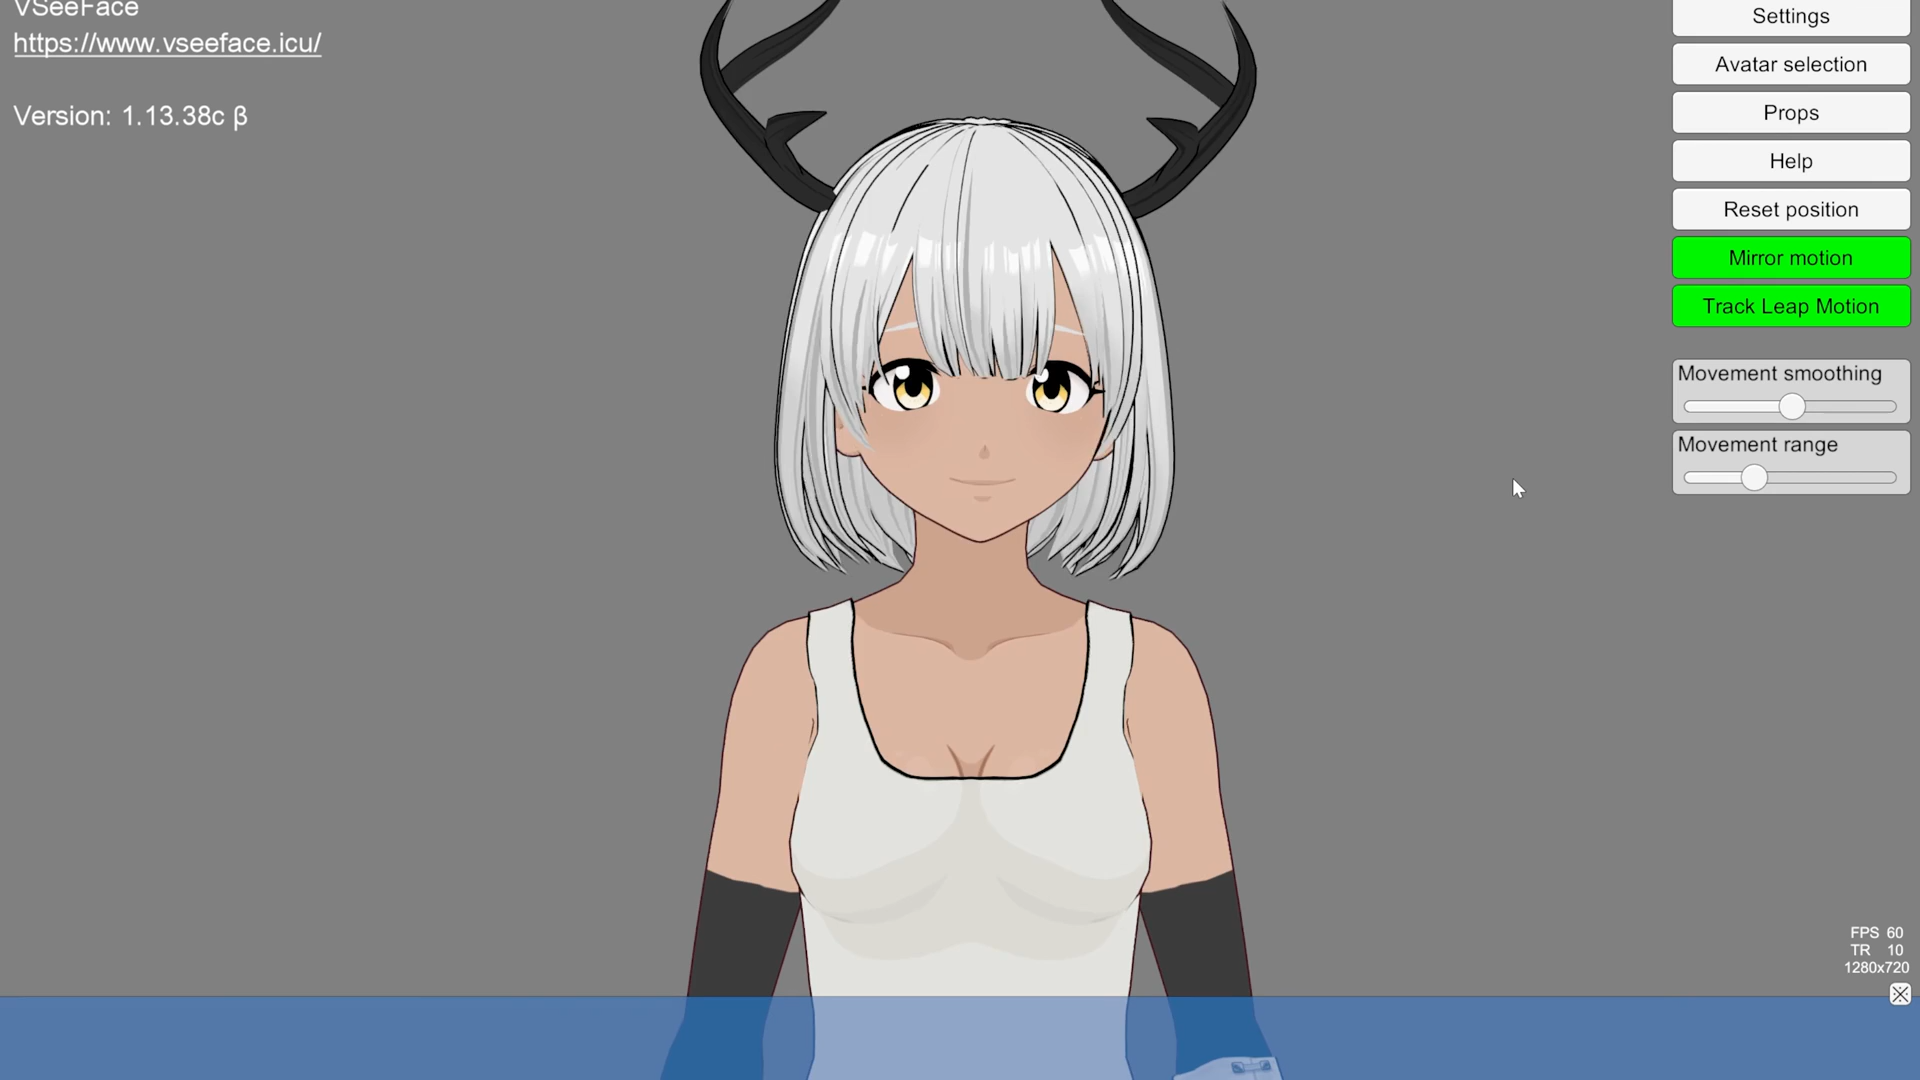 VSeeFace
https://www.vseeface.icu/
Version: 1.13.38c β
Settings
Avatar selection
Props
Help
Reset position
Mirror motion
Track Leap Motion
Movement smoothing
Movement range
FPS 60
TR 10
1280x720